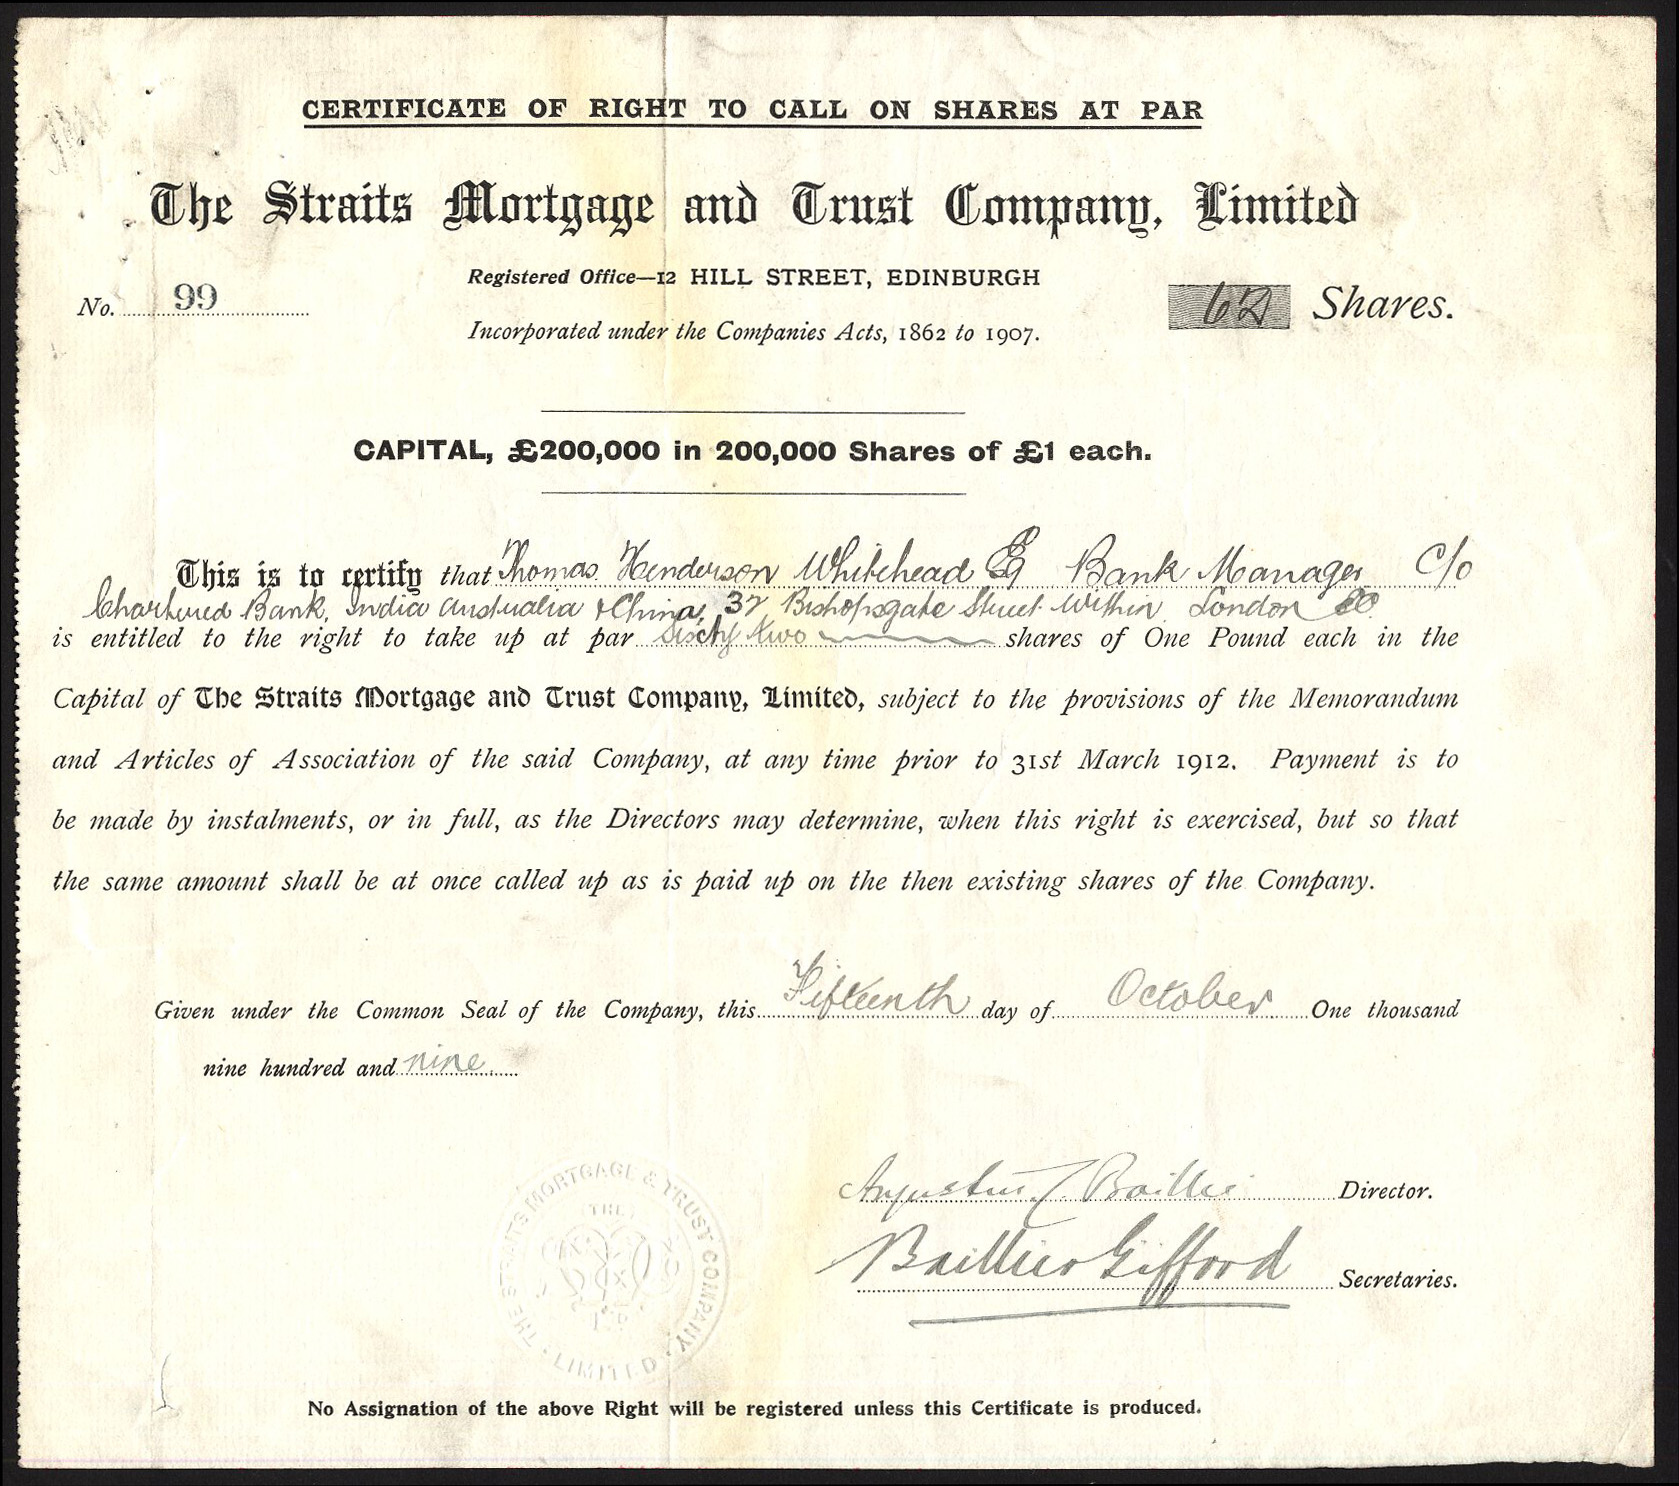 CERTIFICATE OF RIGHT TO CALL ON SHARES AT PAR
The Straits Mortgage and Trust Company, Limited
Registered Office—12 HILL STREET, EDINBURGH
No. 99
62 Shares.
Incorporated under the Companies Acts, 1862 to 1907.
CAPITAL, £200,000 in 200,000 Shares of £1 each.
This is to certify that Thomas Henderson Whitehead Esq Bank Manager C/o
Chartered Bank, India Australia & China, 32 Bishopsgate Street Within London EC
is entitled to the right to take up at par Sixty two shares of One Pound each in the
Capital of The Straits Mortgage and Trust Company, Limited, subject to the provisions of the Memorandum
and Articles of Association of the said Company, at any time prior to 31st March 1912. Payment is to
be made by instalments, or in full, as the Directors may determine, when this right is exercised, but so that
the same amount shall be at once called up as is paid up on the then existing shares of the Company.
Given under the Common Seal of the Company, this Fifteenth day of October One thousand
nine hundred and nine
Augustus Baillie Director.
Baillie & Gifford Secretaries.
THE STRAITS MORTGAGE & TRUST COMPANY LIMITED
No Assignation of the above Right will be registered unless this Certificate is produced.